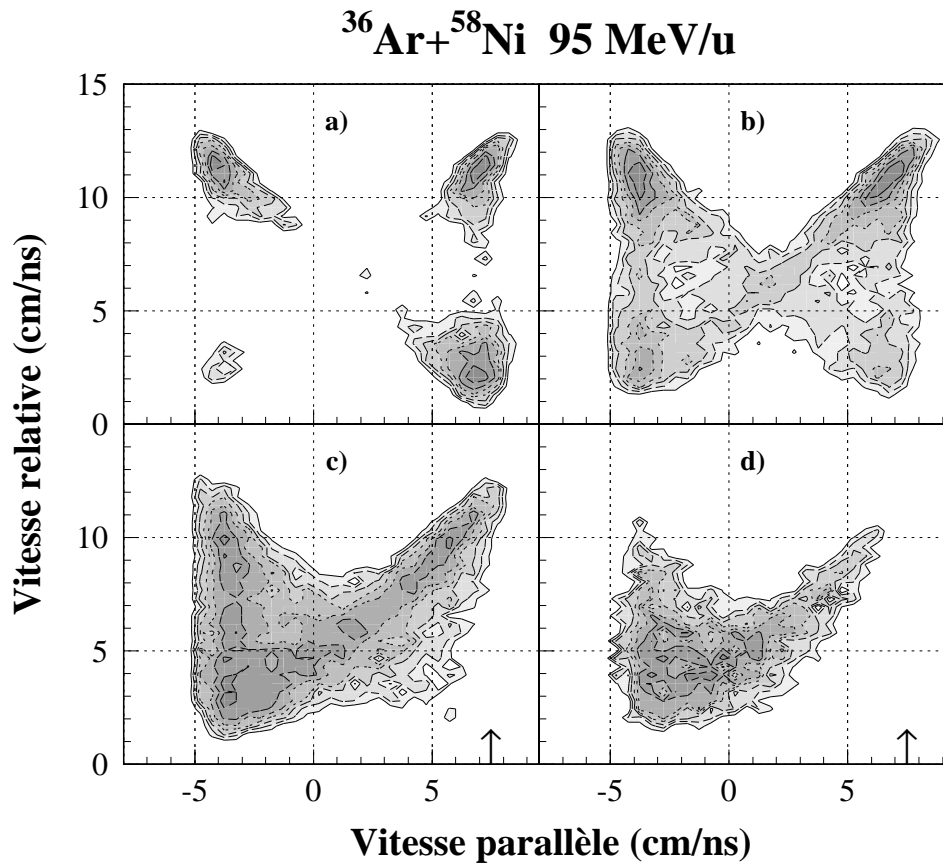 ³⁶Ar+⁵⁸Ni 95 MeV/u
Vitesse relative (cm/ns)
15
10
5
0
a)
b)
10
5
0
c)
d)
-5 0 5
-5 0 5
Vitesse parallèle (cm/ns)